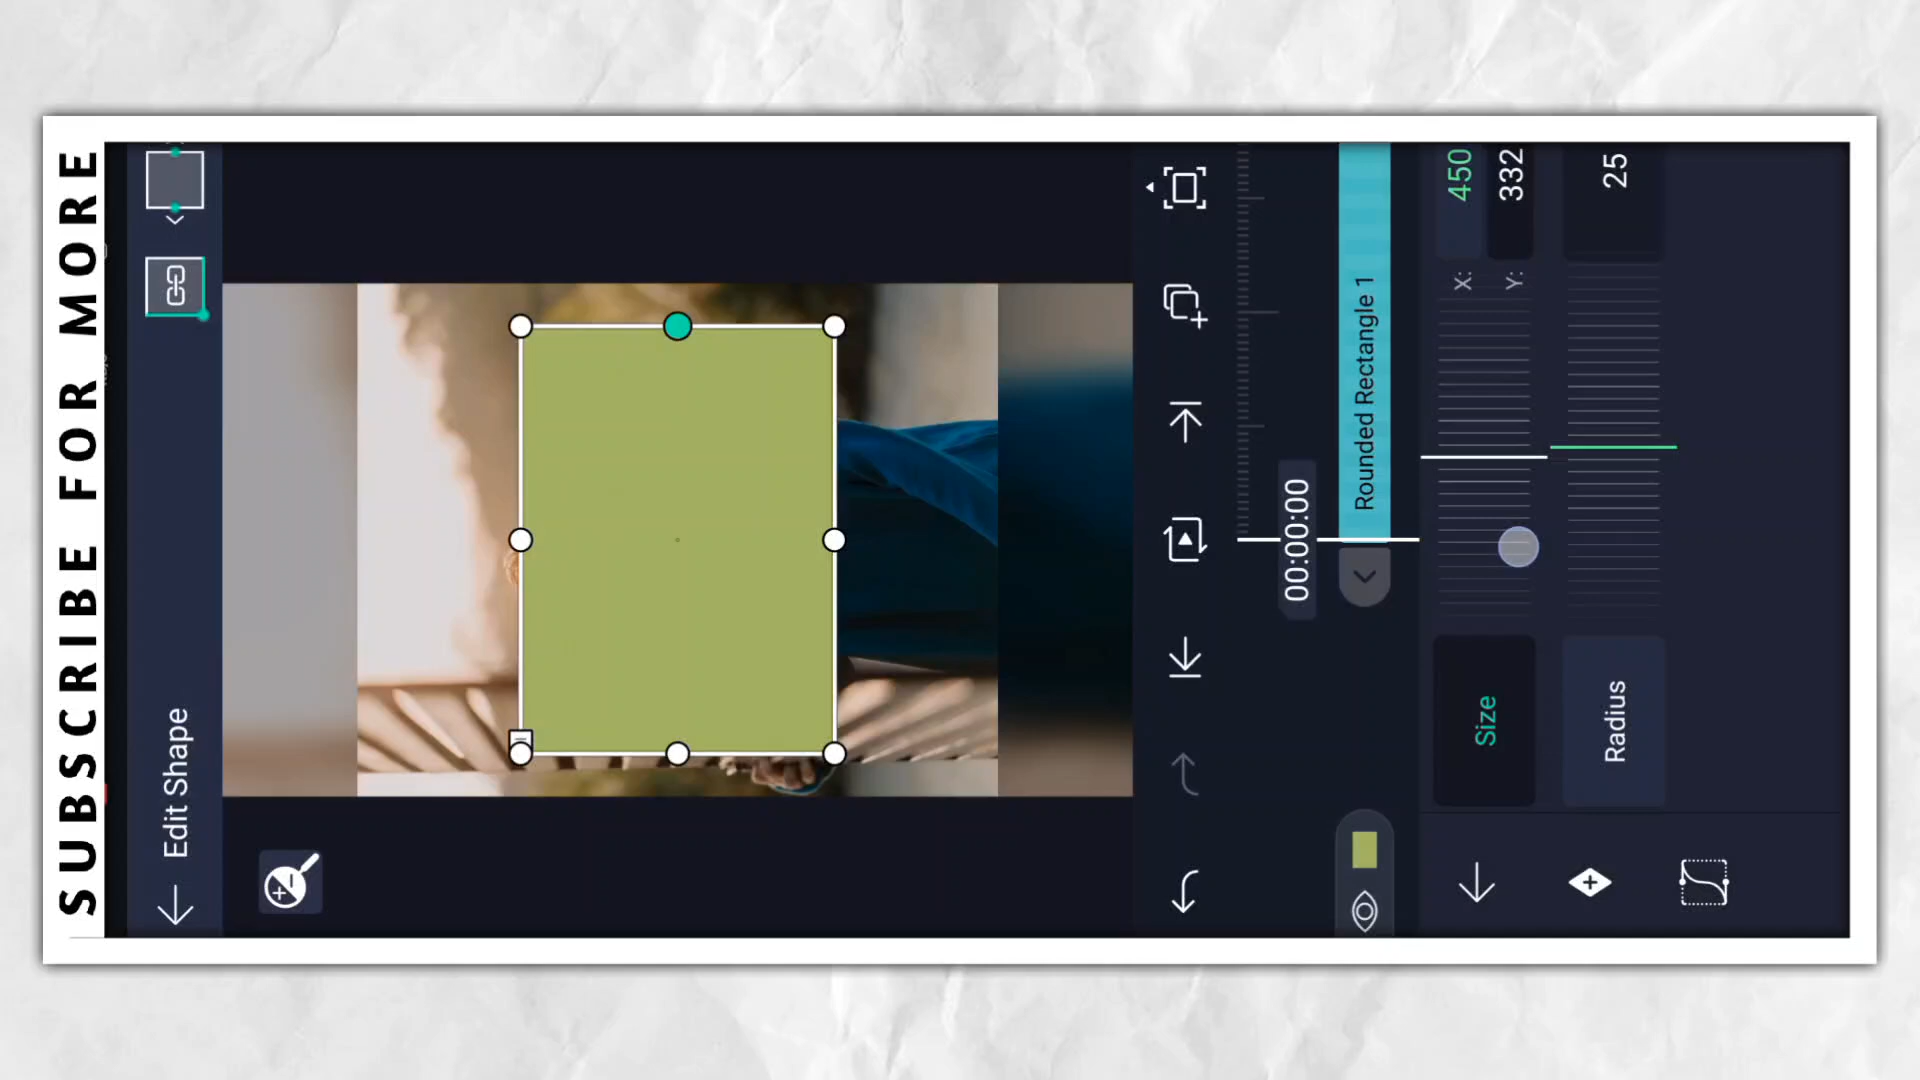 SUBSCRIBE FOR MORE
Edit Shape
00:00:00
Rounded Rectangle 1
Size
X: 450
Y: 332
Radius
25